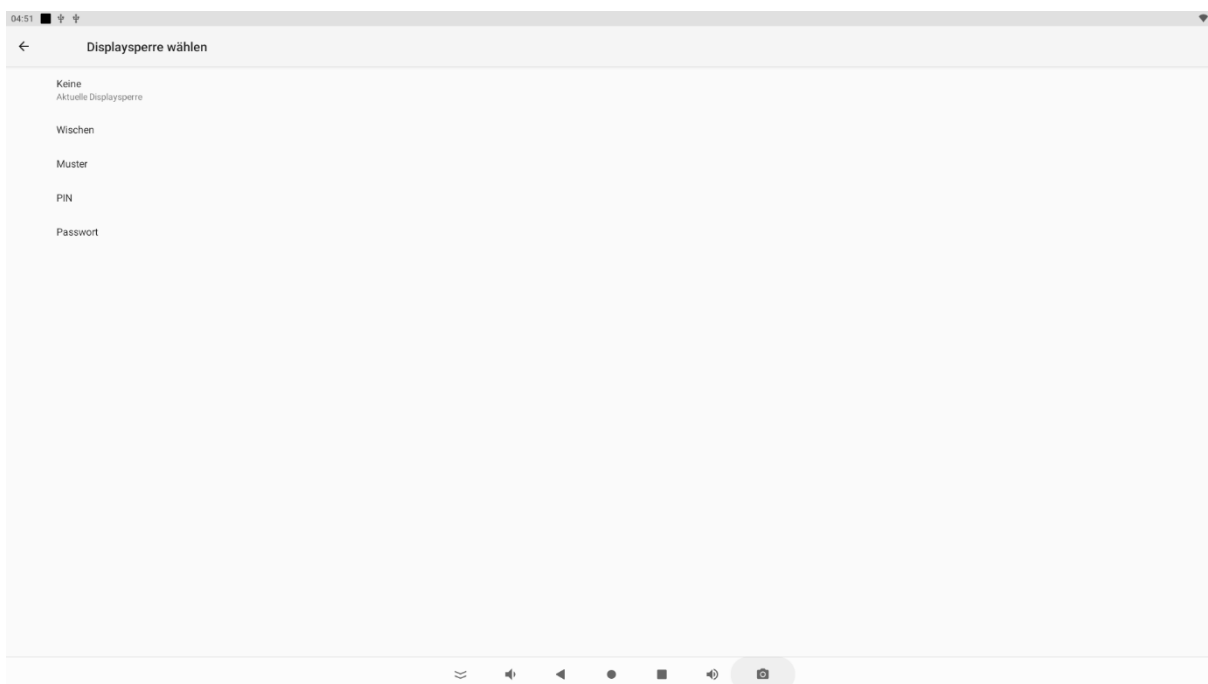 04:51
Displaysperre wählen
Keine
Aktuelle Displaysperre
Wischen
Muster
PIN
Passwort